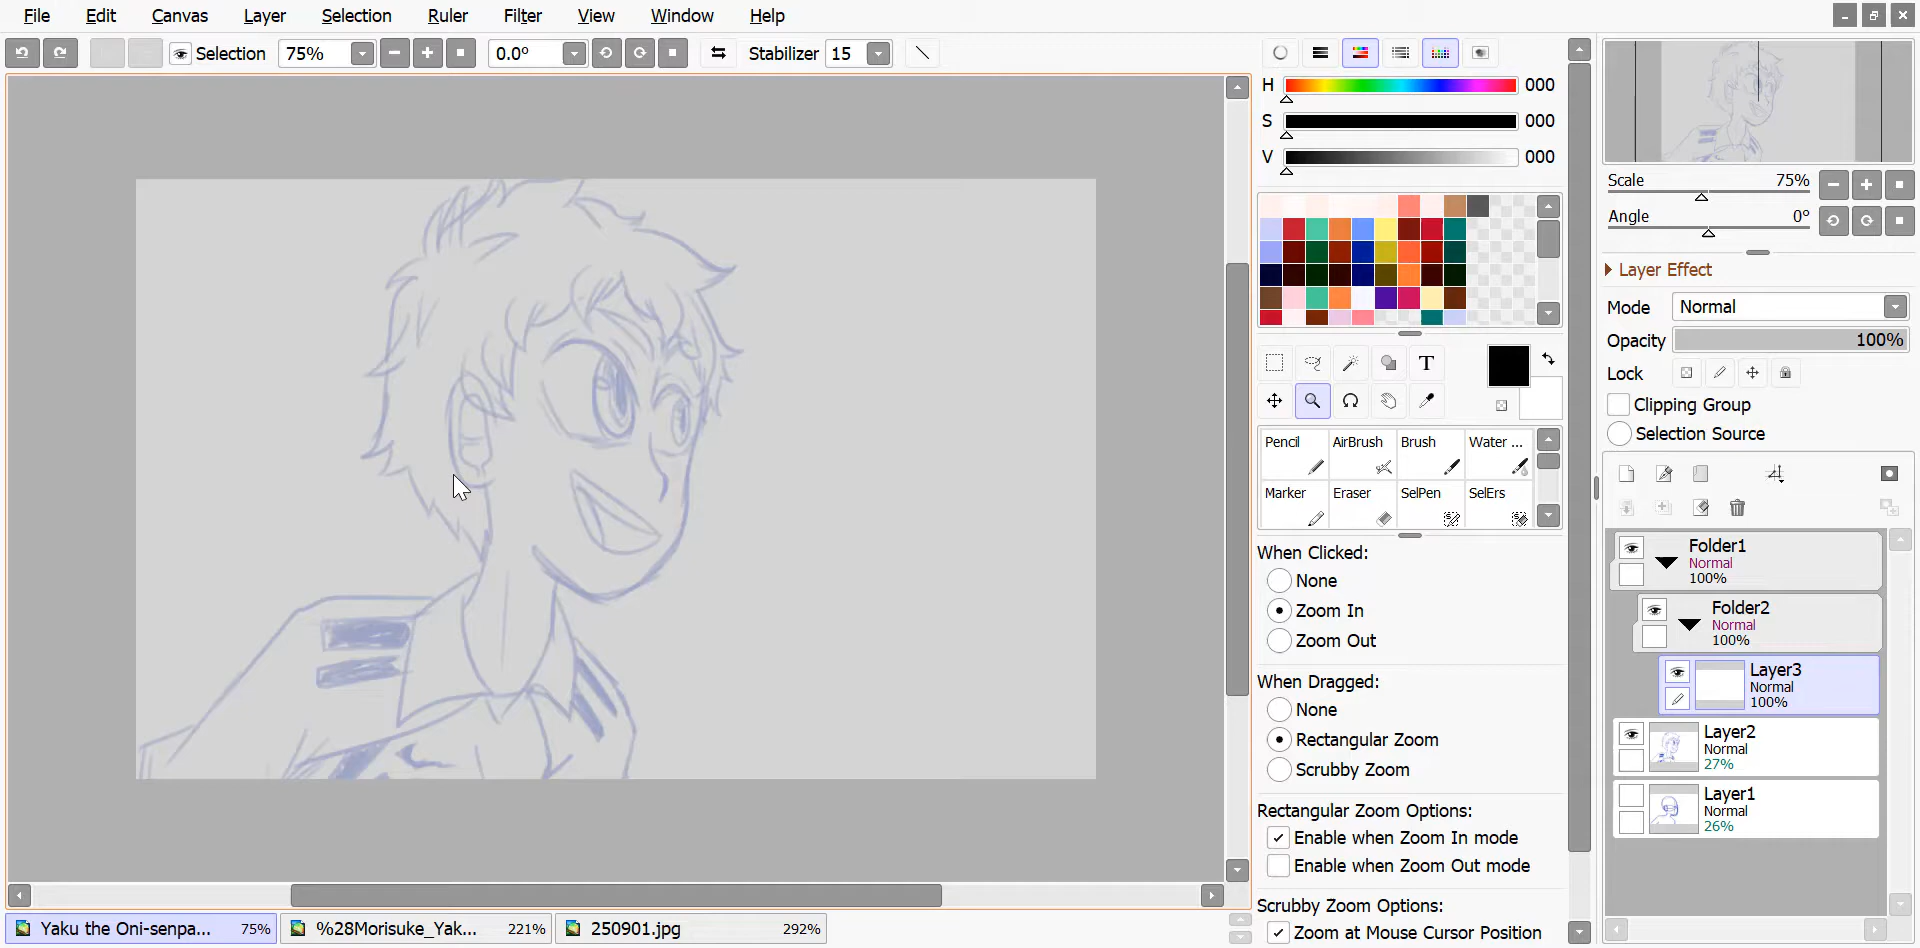 File Edit Canvas Layer Selection Ruler Filter View Window Help
Selection 75% 0.0° Stabilizer 15
H 000
S 000
V 000
Scale 75%
Angle 0°
Layer Effect
Mode Normal
Opacity 100%
Lock
Clipping Group
Selection Source
T
Pencil AirBrush Brush Water ...
Marker Eraser SelPen SelErs
When Clicked:
None
Zoom In
Zoom Out
When Dragged:
None
Rectangular Zoom
Scrubby Zoom
Rectangular Zoom Options:
Enable when Zoom In mode
Enable when Zoom Out mode
Scrubby Zoom Options:
Zoom at Mouse Cursor Position
Folder1
Normal
100%
Folder2
Normal
100%
Layer3
Normal
100%
Layer2
Normal
27%
Layer1
Normal
26%
Yaku the Oni-senpa... 75% %28Morisuke_Yak... 221% 250901.jpg 292%